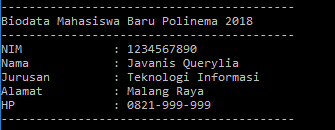 -----------------------------------
Biodata Mahasiswa Baru Polinema 2018
-----------------------------------
NIM : 1234567890
Nama : Javanis Querylia
Jurusan : Teknologi Informasi
Alamat : Malang Raya
HP : 0821-999-999
-----------------------------------